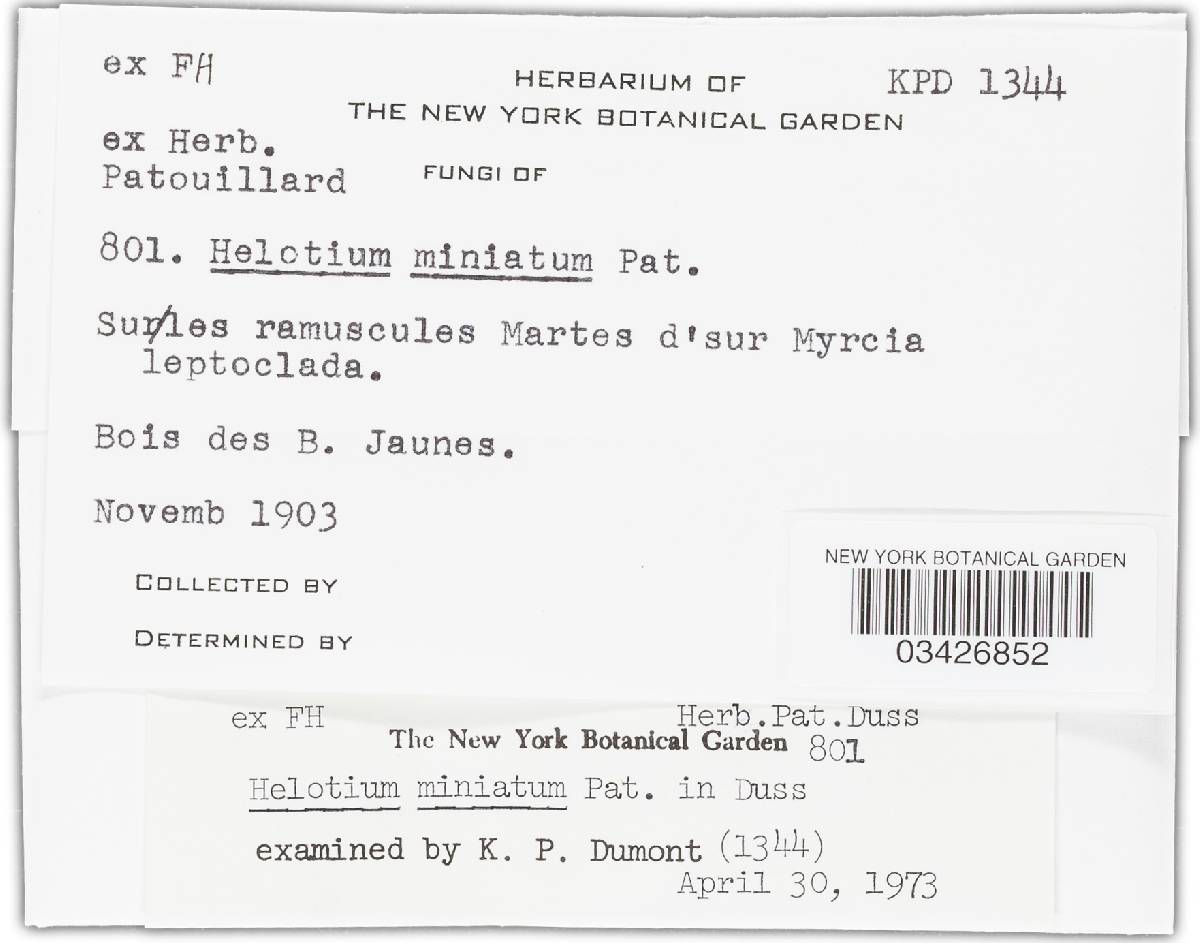 ex FH
HERBARIUM OF
KPD 1344
THE NEW YORK BOTANICAL GARDEN
ex Herb.
Patouillard
FUNGI OF
801. Helotium miniatum Pat.
Sur/les ramuscules Martes d'sur Myrcia
leptoclada.
Bois des B. Jaunes.
Novemb 1903
COLLECTED BY
DETERMINED BY
NEW YORK BOTANICAL GARDEN
03426852
ex FH
Herb.Pat.Duss
The New York Botanical Garden 801
Helotium miniatum Pat. in Duss
examined by K. P. Dumont (1344)
April 30, 1973